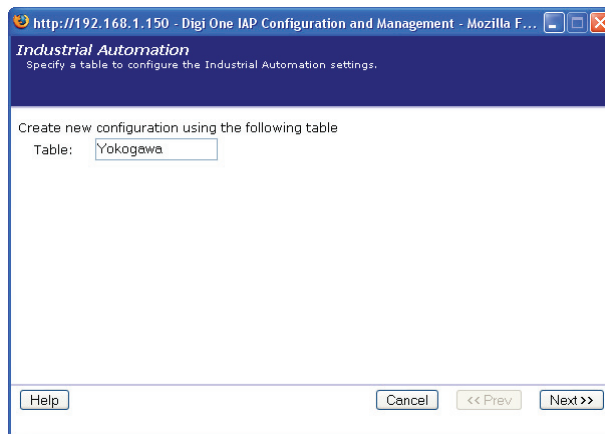 http://192.168.1.150 - Digi One IAP Configuration and Management - Mozilla F...
Industrial Automation
Specify a table to configure the Industrial Automation settings.
Create new configuration using the following table
Table: Yokogawa
Help Cancel << Prev Next >>